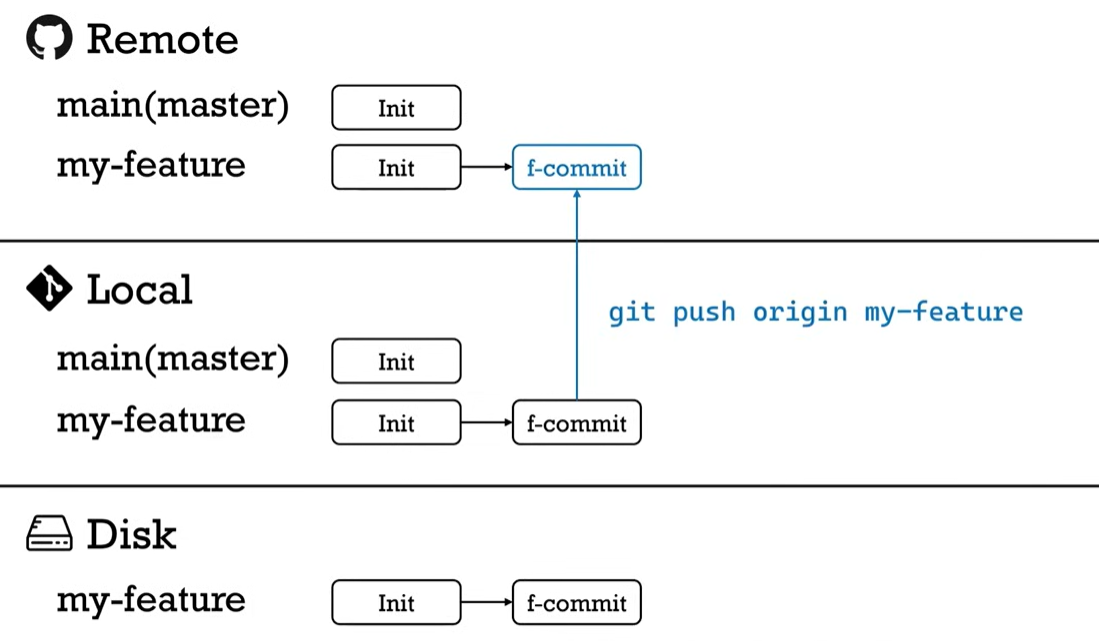 Remote
main(master) Init
my-feature Init f-commit
Local
git push origin my-feature
main(master) Init
my-feature Init f-commit
Disk
my-feature Init f-commit